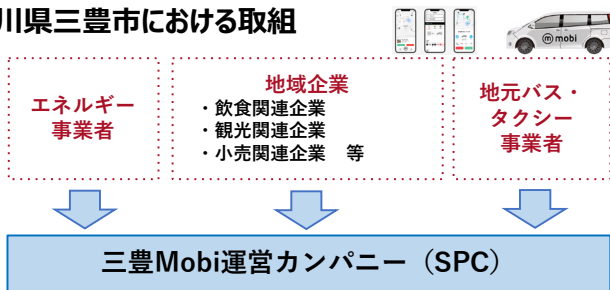 川県三豊市における取組
mobi
エネルギー
事業者
地域企業
・飲食関連企業
・観光関連企業
・小売関連企業　等
地元バス・
タクシー
事業者
三豊Mobi運営カンパニー（SPC）